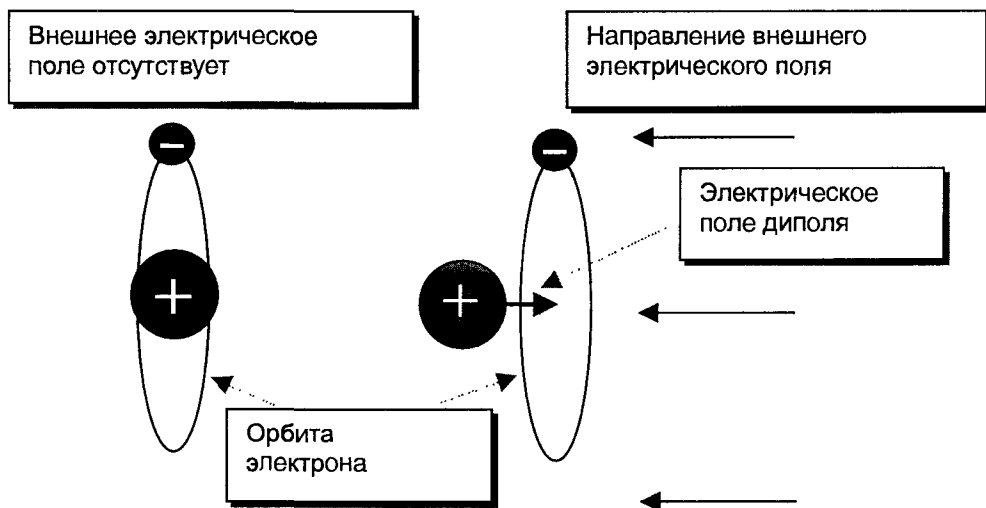 Внешнее электрическое
поле отсутствует
Направление внешнего
электрического поля
−
−
Электрическое
поле диполя
+
+
Орбита
электрона